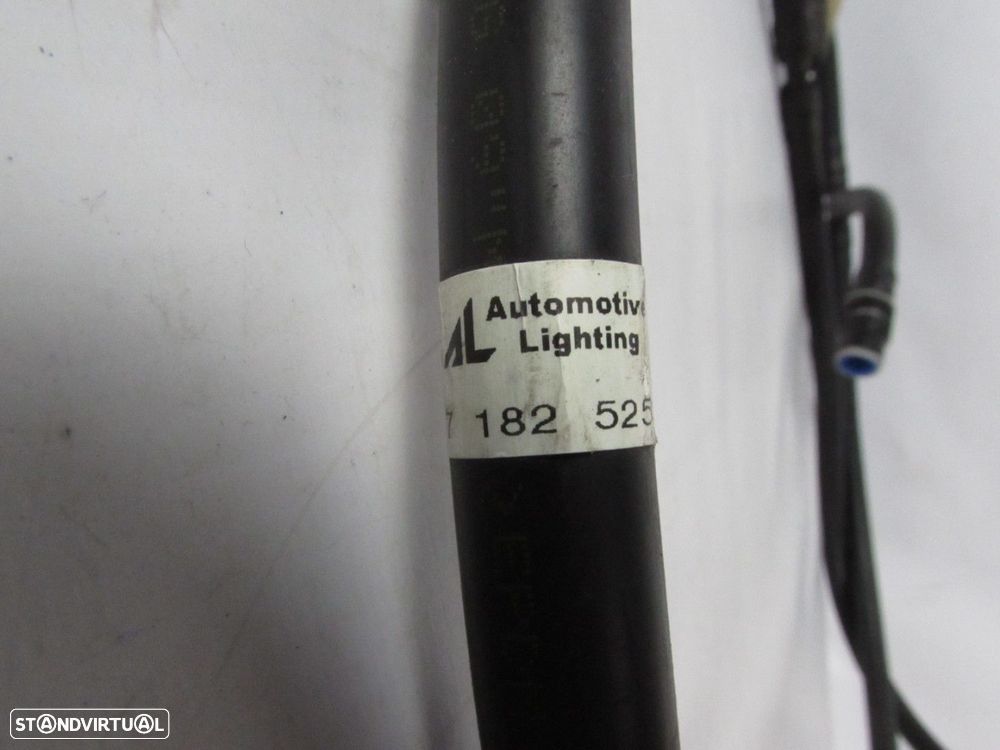 AL Automotive
Lighting
7 182 525
STANDVIRTUAL